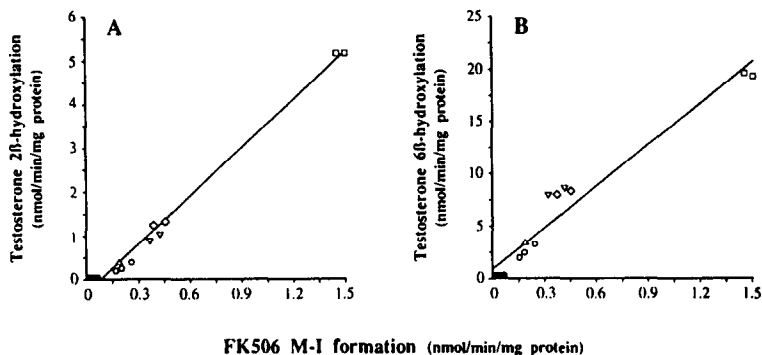 A
Testosterone 2ß-hydroxylation
(nmol/min/mg protein)
6
5
4
3
2
1
0
0 0.3 0.6 0.9 1.2 1.5
B
Testosterone 6ß-hydroxylation
(nmol/min/mg protein)
25
20
15
10
5
0
0 0.3 0.6 0.9 1.2 1.5
FK506 M-I formation (nmol/min/mg protein)